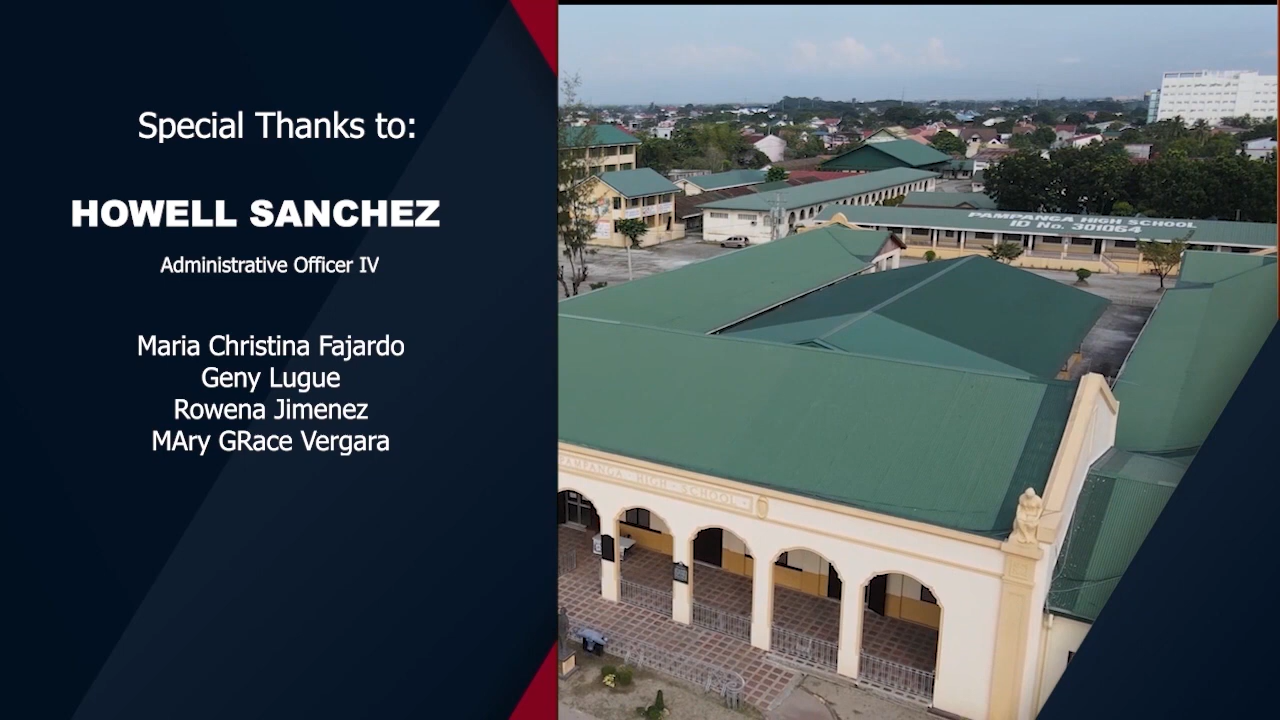 Special Thanks to:
HOWELL SANCHEZ
Administrative Officer IV
Maria Christina Fajardo
Geny Lugue
Rowena Jimenez
MAry GRace Vergara
PAMPANGA HIGH SCHOOL
ID No. 301064
PAMPANGA · HIGH · SCHOOL